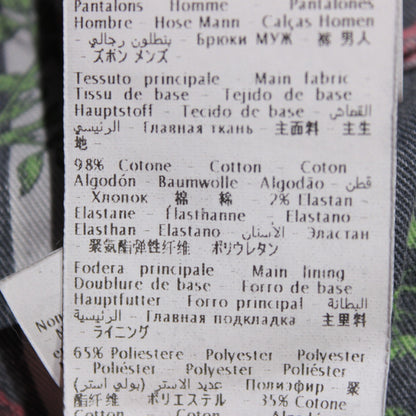 Pantalons Homme - Pantalones
Hombre - Hose Mann - Calças Homen
- بنطلون رجالي - Брюки МУЖ - 裤 男人
- ズボン メンズ -
Tessuto principale - Main fabric -
Tissu de base - Tejido de base -
Hauptstoff - Tecido de base - القماش
الرئيسي - Главная ткань - 主面料 - 主生
地 -
98% Cotone - Cotton - Coton
Algodón - Baumwolle - Algodão - قطن
- Хлопок 棉 - 綿 - 2% Elastan -
Elastane - Élasthanne - Elastano
Elasthan - Elastano - الاستان - Эластан
- 聚氨酯弹性纤维 ポリウレタン
Fodera principale - Main lining
Doublure de base - Forro de base
Hauptfutter - Forro principal - البطانة
الرئيسية - Главная подкладка - 主里料
- ライニング
65% Poliestere - Polyester - Polyester
- Poliéster - Polyester - Poliéster -
عديد الاستر (بولي استر) - Полиэфир - 聚
酯纤维 ポリエステル - 35% Cotone
Cotton - Coton
Non